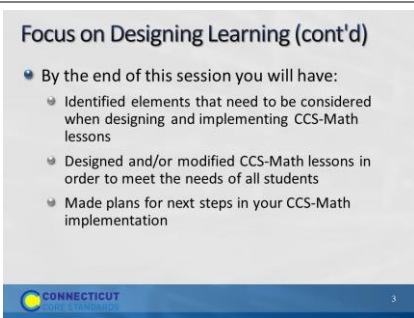 Focus on Designing Learning (cont'd)
By the end of this session you will have:
Identified elements that need to be considered
when designing and implementing CCS-Math
lessons
Designed and/or modified CCS-Math lessons in
order to meet the needs of all students
Made plans for next steps in your CCS-Math
implementation
CONNECTICUT
CORE STANDARDS
3